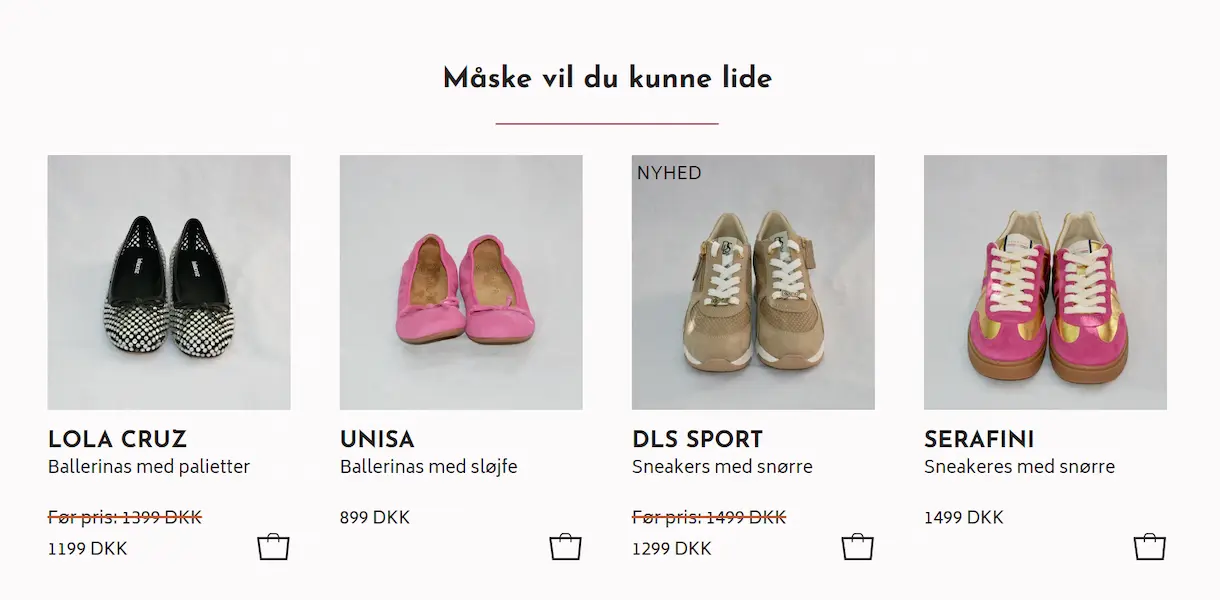 Måske vil du kunne lide
NYHED
LOLA CRUZ
Ballerinas med palietter
Før pris: 1399 DKK
1199 DKK
UNISA
Ballerinas med sløjfe
899 DKK
DLS SPORT
Sneakers med snørre
Før pris: 1499 DKK
1299 DKK
SERAFINI
Sneakeres med snørre
1499 DKK